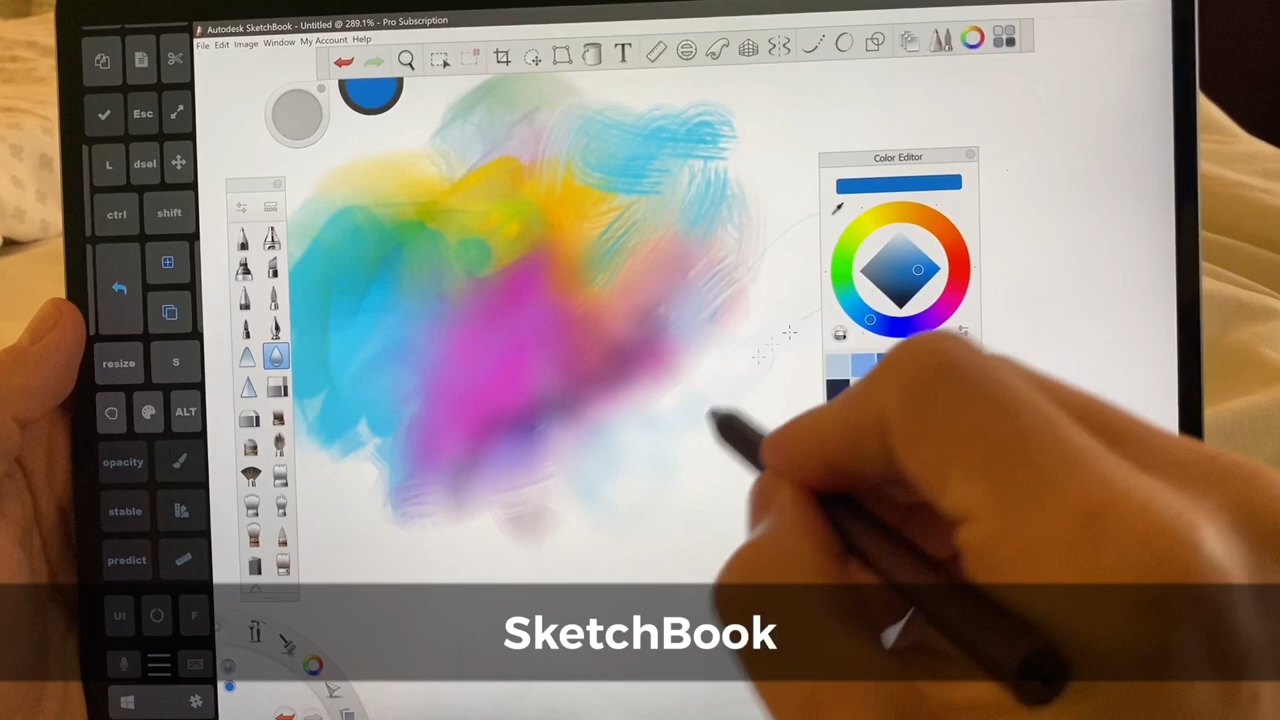 Autodesk SketchBook - Untitled @ 289.1% - Pro Subscription
File Edit Image Window My Account Help
T
Color Editor
Esc
L
dsel
ctrl
shift
resize
S
ALT
opacity
stable
predict
UI
F
SketchBook